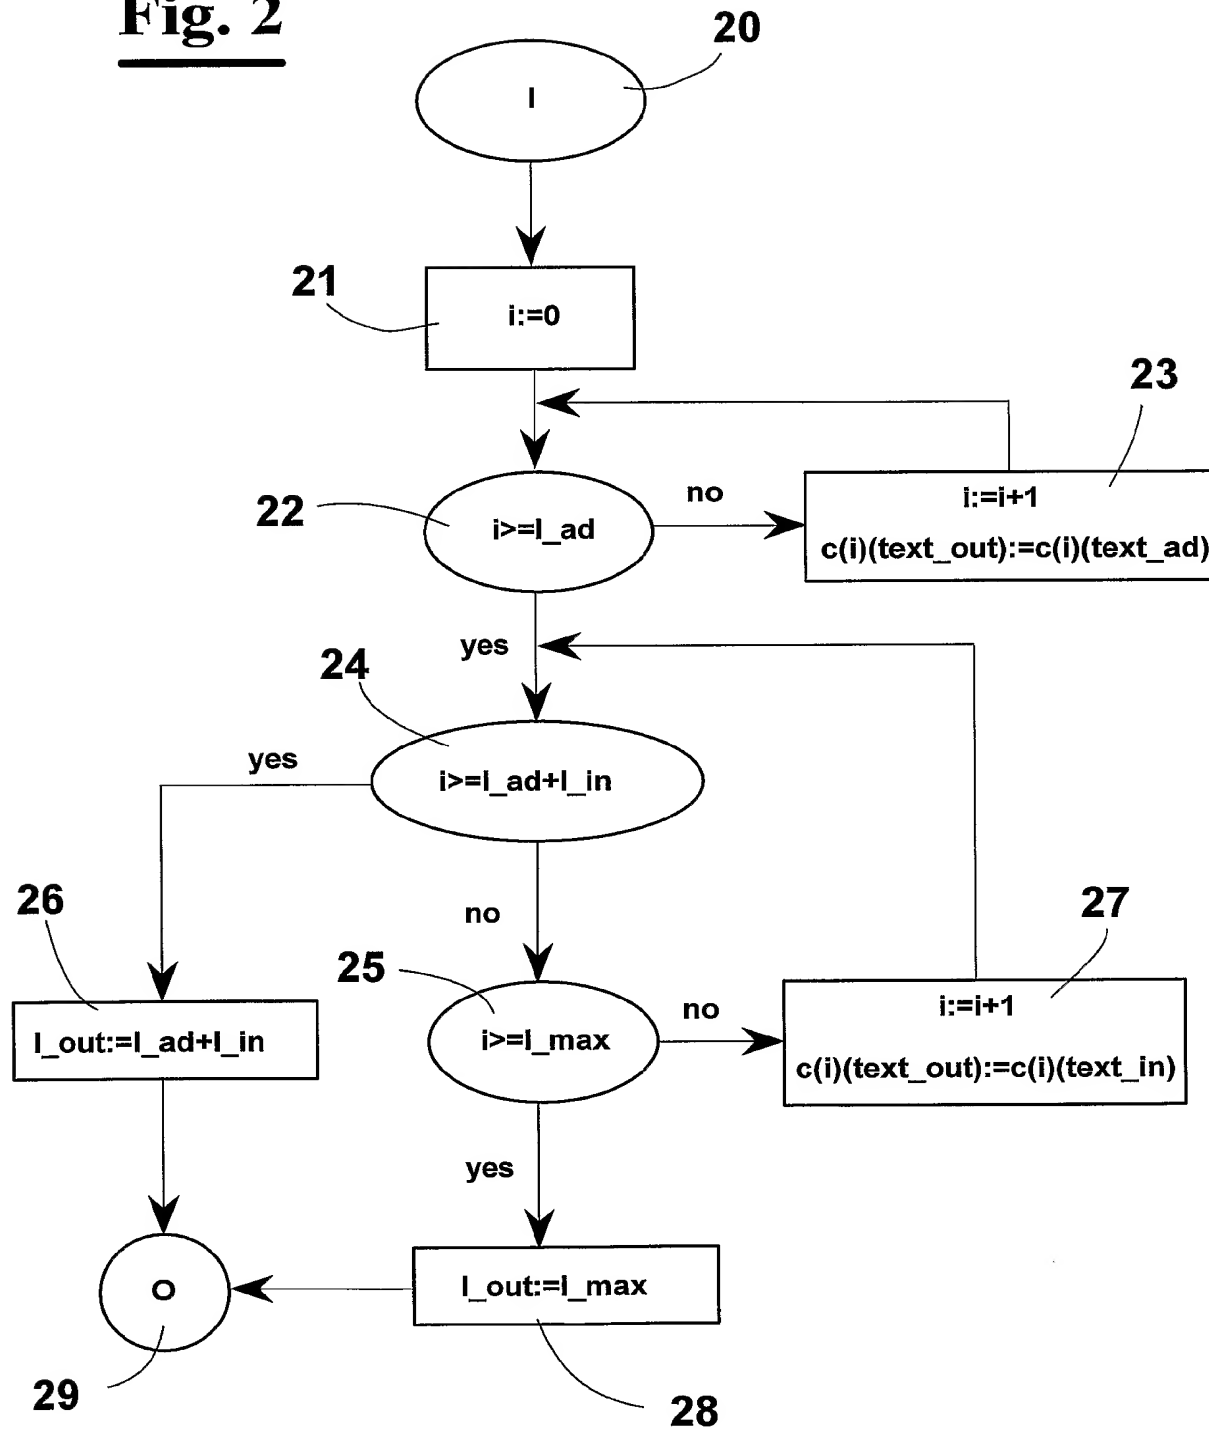 Fig. 2
20
I
21
i:=0
23
22
i>=l_ad
no
i:=i+1
c(i)(text_out):=c(i)(text_ad)
yes
24
yes
i>=l_ad+l_in
26
no
27
25
i>=l_max
no
i:=i+1
c(i)(text_out):=c(i)(text_in)
l_out:=l_ad+l_in
yes
O
l_out:=l_max
29
28